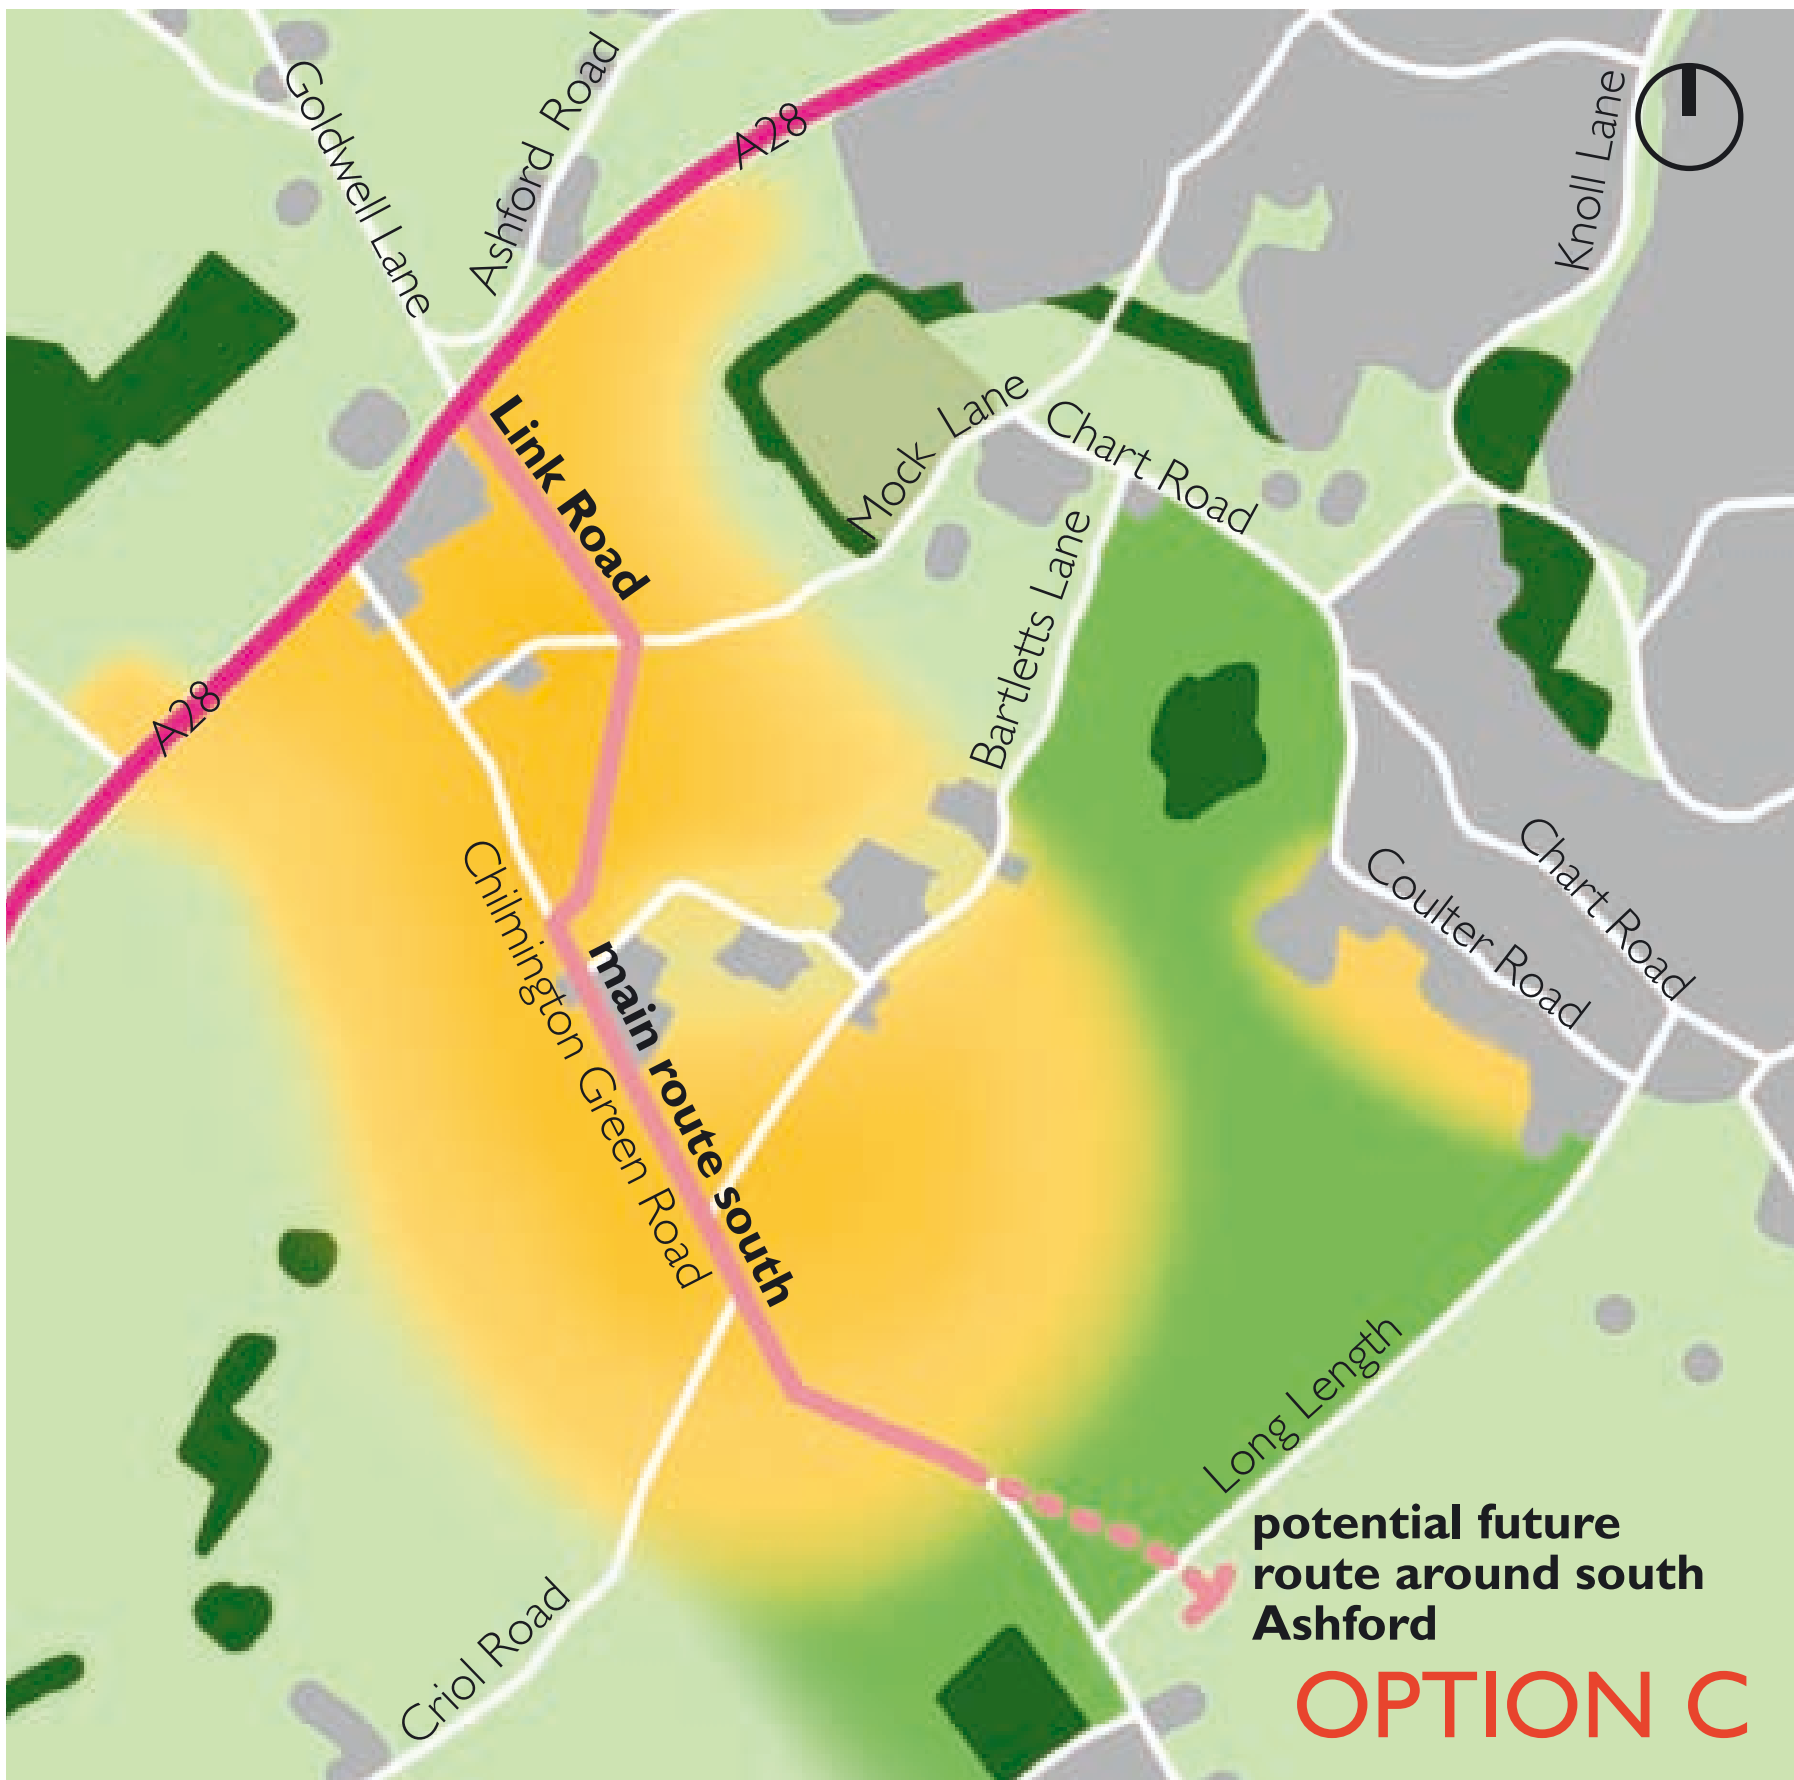 Goldwell Lane
Ashford Road
A28
Knoll Lane
Link Road
Mock Lane
Chart Road
Bartletts Lane
A28
Chilmington Green Road
main route south
Coulter Road
Chart Road
Long Length
Criol Road
potential future
route around south
Ashford
OPTION C